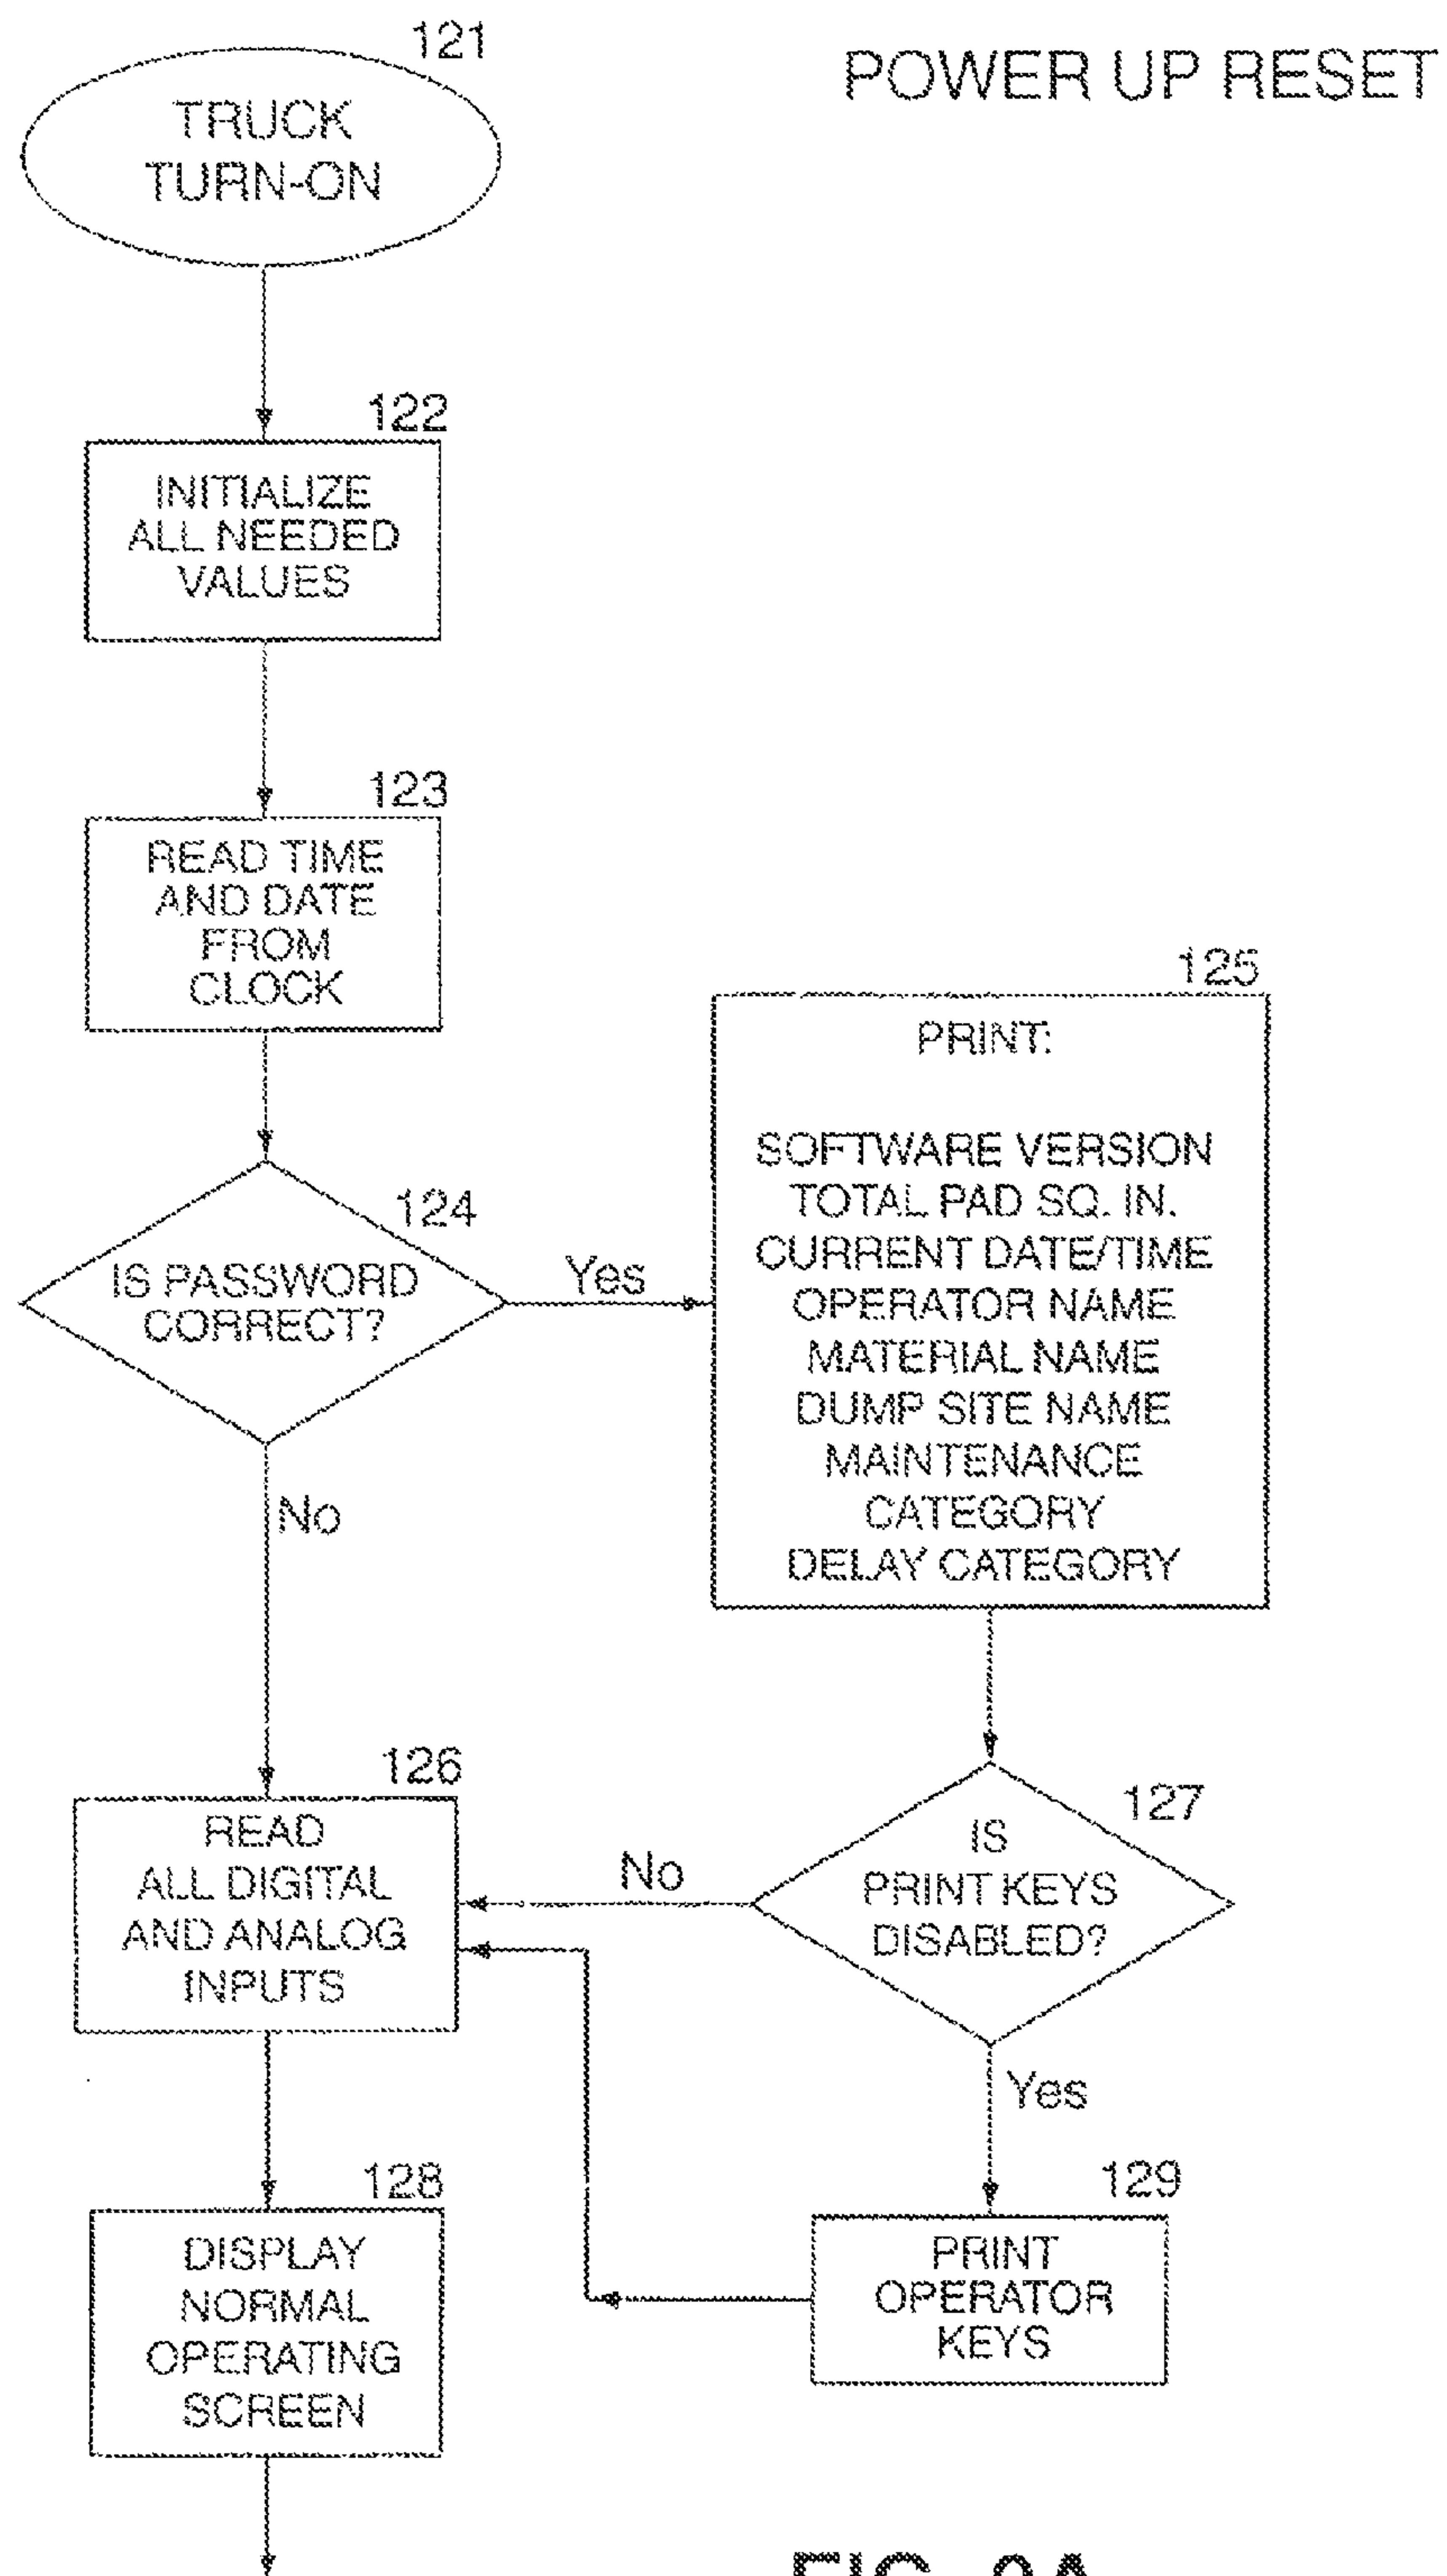 121
POWER UP RESET
TRUCK
TURN-ON
122
INITIALIZE
ALL NEEDED
VALUES
123
READ TIME
AND DATE
FROM
CLOCK
124
IS PASSWORD
CORRECT?
Yes
No
125
PRINT:
SOFTWARE VERSION
TOTAL PAD SQ. IN.
CURRENT DATE/TIME
OPERATOR NAME
MATERIAL NAME
DUMP SITE NAME
MAINTENANCE
CATEGORY
DELAY CATEGORY
126
READ
ALL DIGITAL
AND ANALOG
INPUTS
No
127
IS
PRINT KEYS
DISABLED?
Yes
128
DISPLAY
NORMAL
OPERATING
SCREEN
129
PRINT
OPERATOR
KEYS
FIG.